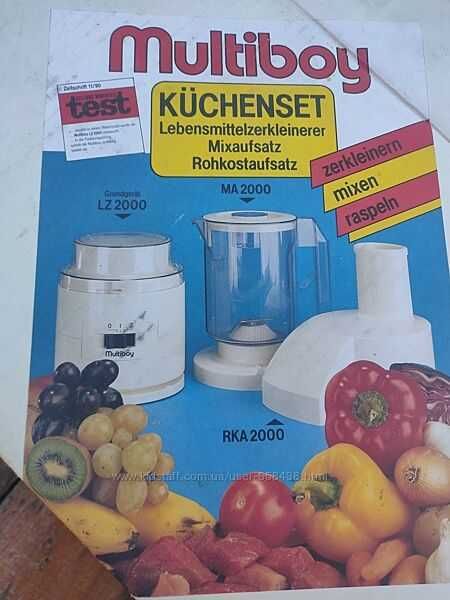 Multiboy
Zeitschrift 11/90
test
KÜCHENSET
Lebensmittelzerkleinerer
Mixaufsatz
Rohkostaufsatz
zerkleinern
mixen
raspeln
Grundgerät
LZ 2000
MA 2000
0 1 2
Multiboy
RKA 2000